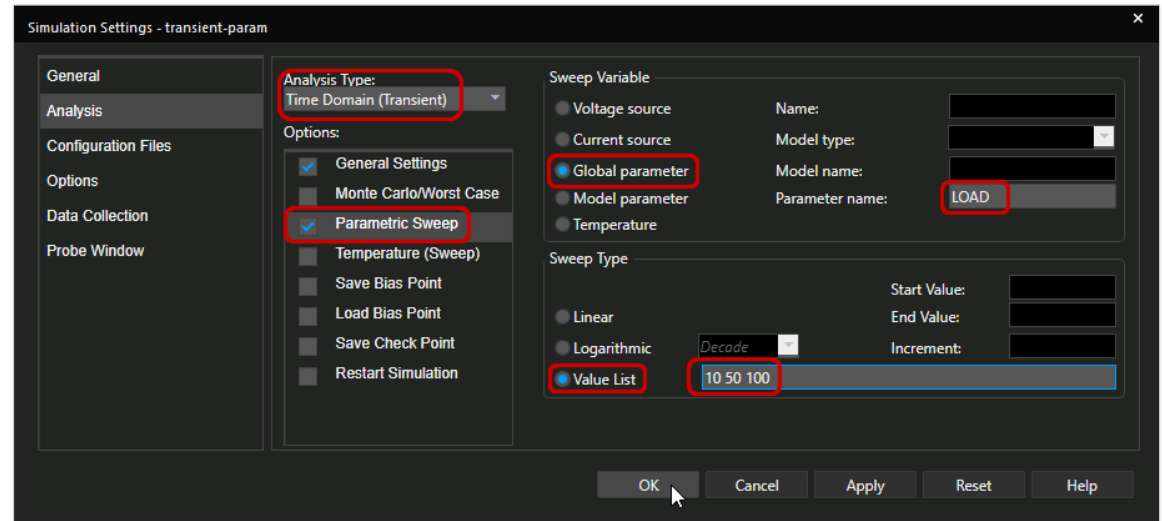 Simulation Settings - transient-param
×
General
Analysis
Configuration Files
Options
Data Collection
Probe Window
Analysis Type:
Time Domain (Transient)
Options:
General Settings
Monte Carlo/Worst Case
Parametric Sweep
Temperature (Sweep)
Save Bias Point
Load Bias Point
Save Check Point
Restart Simulation
Sweep Variable
Voltage source
Name:
Current source
Model type:
Global parameter
Model name:
Model parameter
Parameter name:
LOAD
Temperature
Sweep Type
Start Value:
Linear
End Value:
Logarithmic
Decade
Increment:
Value List
10 50 100
OK
Cancel
Apply
Reset
Help